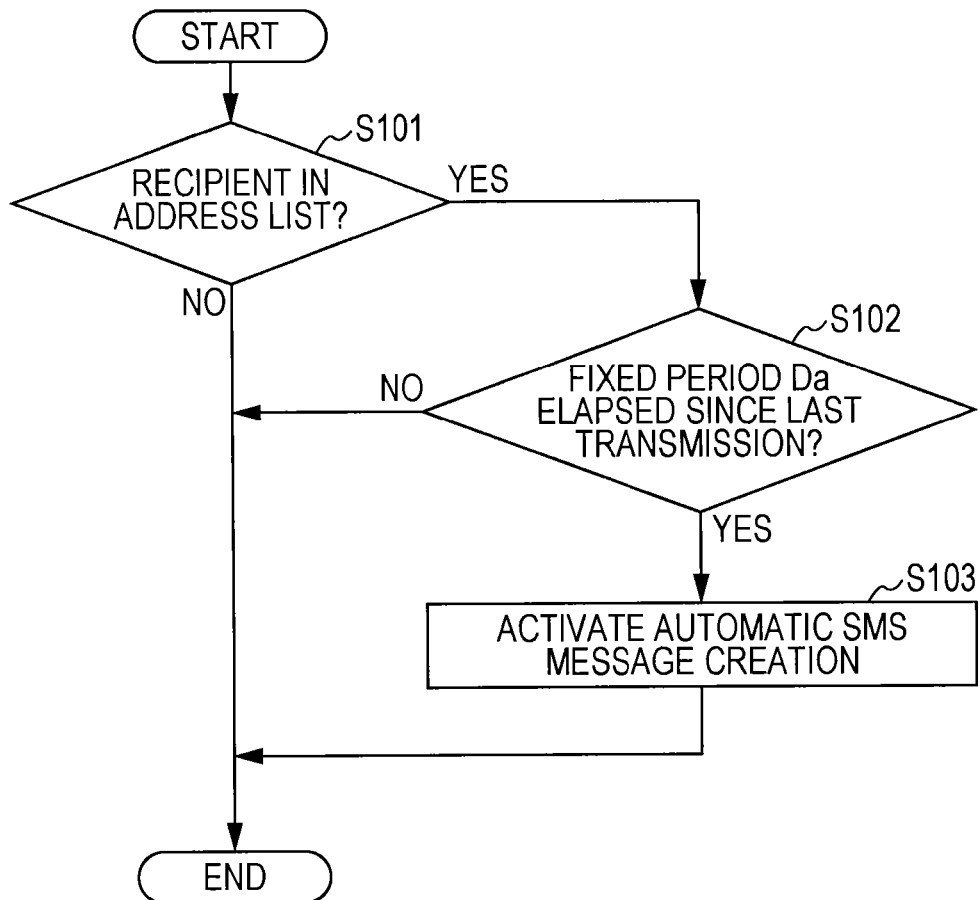 START
S101
RECIPIENT IN
ADDRESS LIST?
YES
NO
S102
FIXED PERIOD Da
ELAPSED SINCE LAST
TRANSMISSION?
NO
YES
S103
ACTIVATE AUTOMATIC SMS
MESSAGE CREATION
END